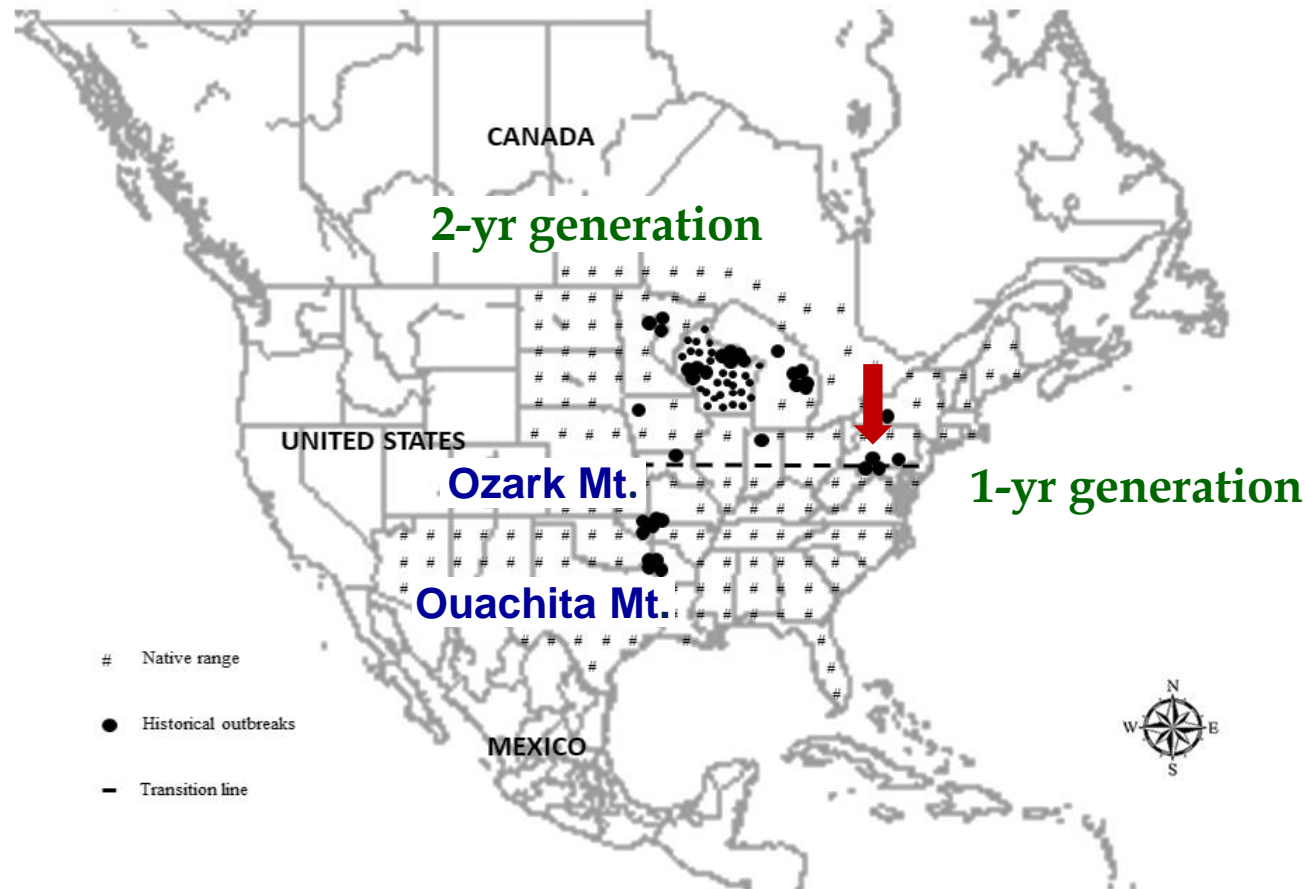 CANADA
2-yr generation
UNITED STATES
Ozark Mt.
1-yr generation
Ouachita Mt.
# Native range
Historical outbreaks
Transition line
MEXICO
N
W E
S